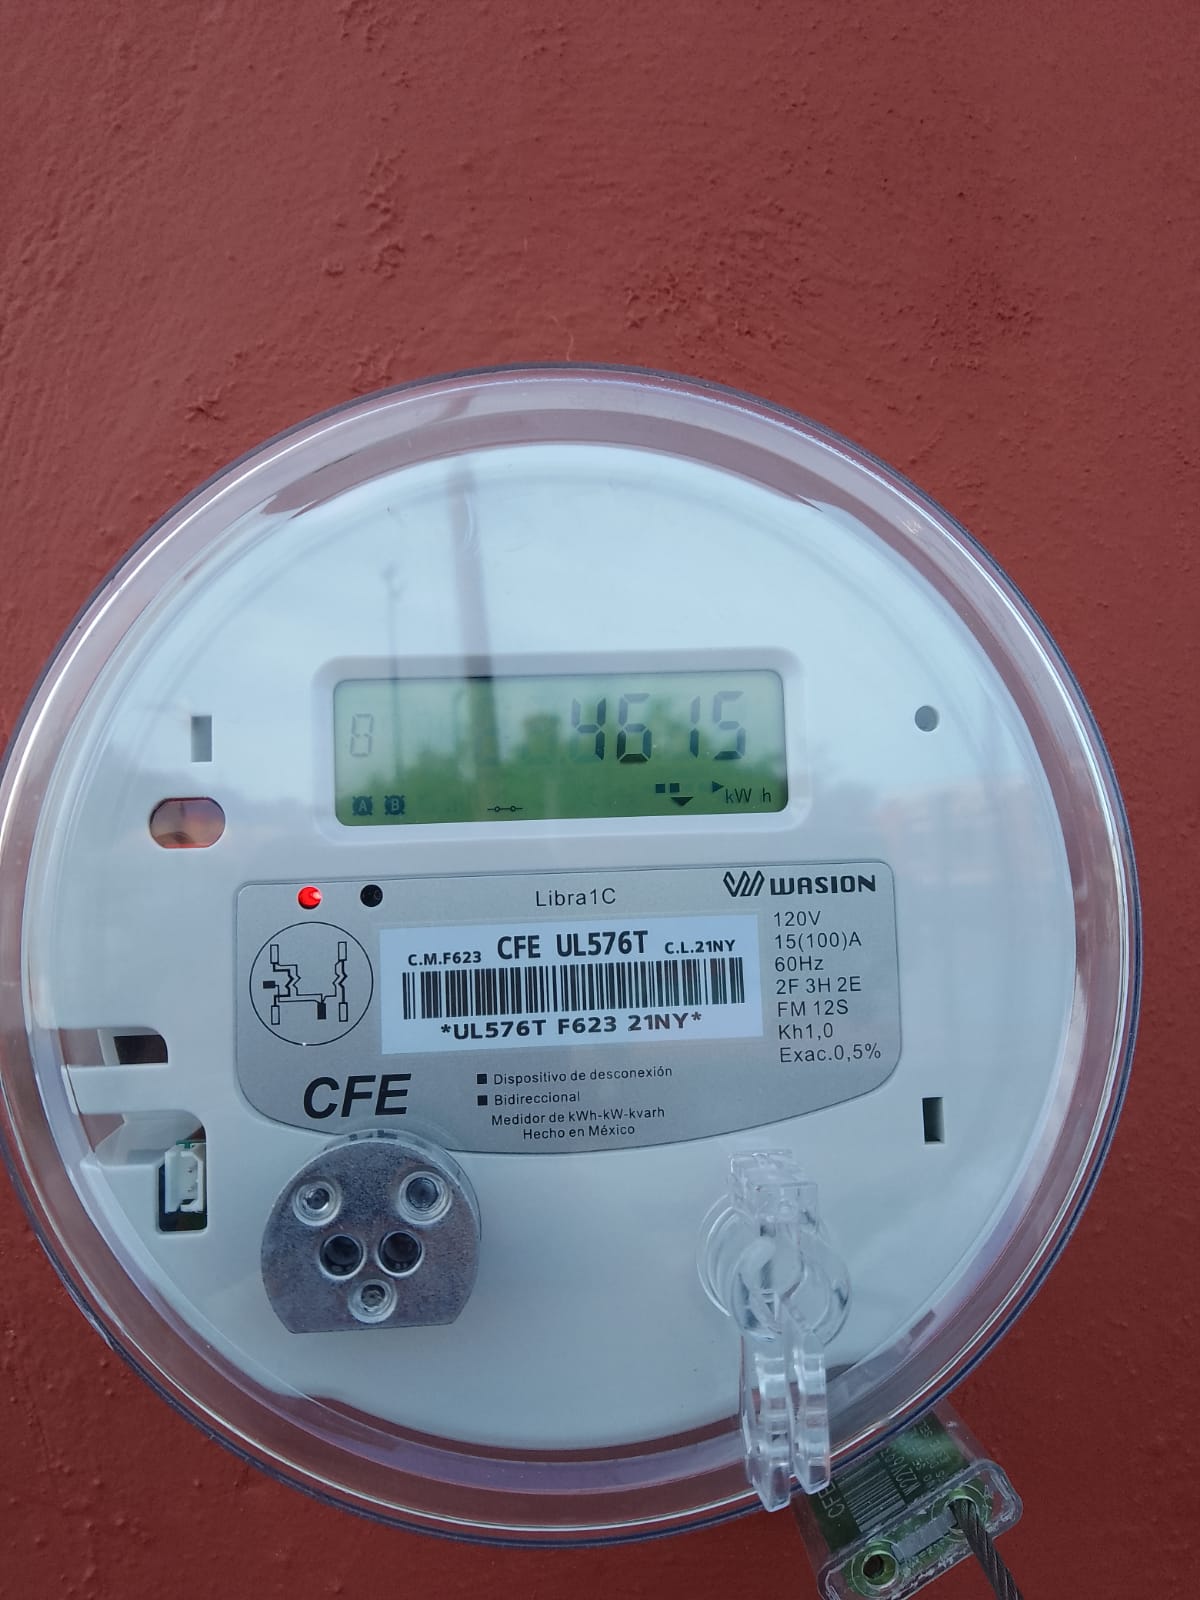 8 4615
A B kW h
Libra1C
WASION
C.M.F623 CFE UL576T C.L.21NY
*UL576T F623 21NY*
120V
15(100)A
60Hz
2F 3H 2E
FM 12S
Kh1,0
Exac.0,5%
CFE
Dispositivo de desconexión
Bidireccional
Medidor de kWh-kW-kvarh
Hecho en México
CFE